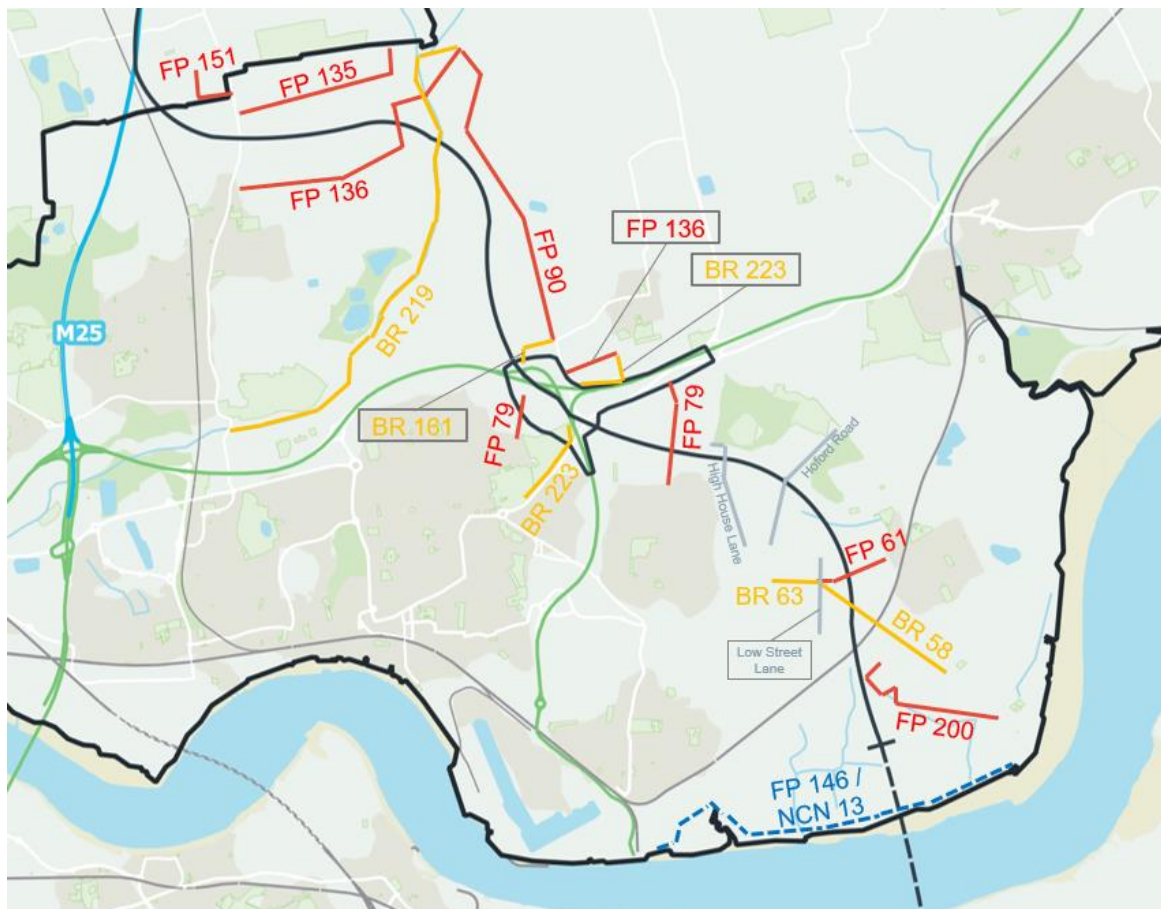 FP 151
FP 135
FP 136
FP 90
FP 136
BR 223
M25
BR 219
BR 161
FP 79
FP 79
BR 223
High House Lane
Hoford Road
FP 61
BR 63
BR 58
Low Street
Lane
FP 200
FP 146 /
NCN 13